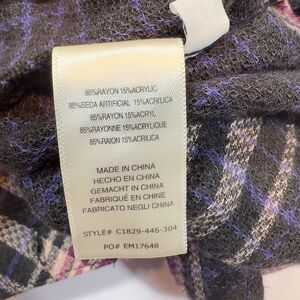 85%RAYON 15%ACRYLIC
85%SEDA ARTIFICIAL 15%ACRILICA
85%RAYON 15%ACRYL
85%RAYONNE 15%ACRYLIQUE
85%RAION 15%ACRILICA
MADE IN CHINA
HECHO EN CHINA
GEMACHT IN CHINA
FABRIQUÉ EN CHINE
FABRICATO NEGLI CHINA
STYLE# C1829-446-304
PO# EM17648